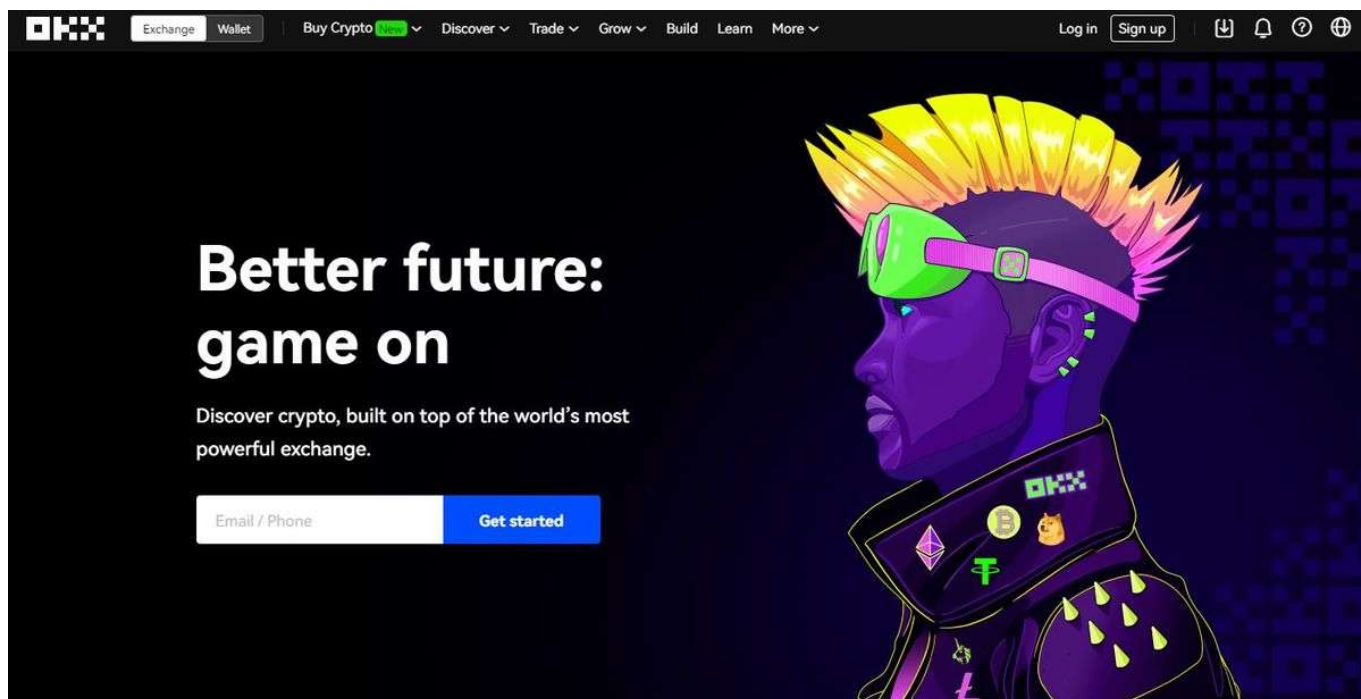 OKX
Exchange Wallet Buy Crypto New Discover Trade Grow Build Learn More Log in Sign up
Better future:
game on
Discover crypto, built on top of the world’s most
powerful exchange.
Email / Phone Get started
OKX